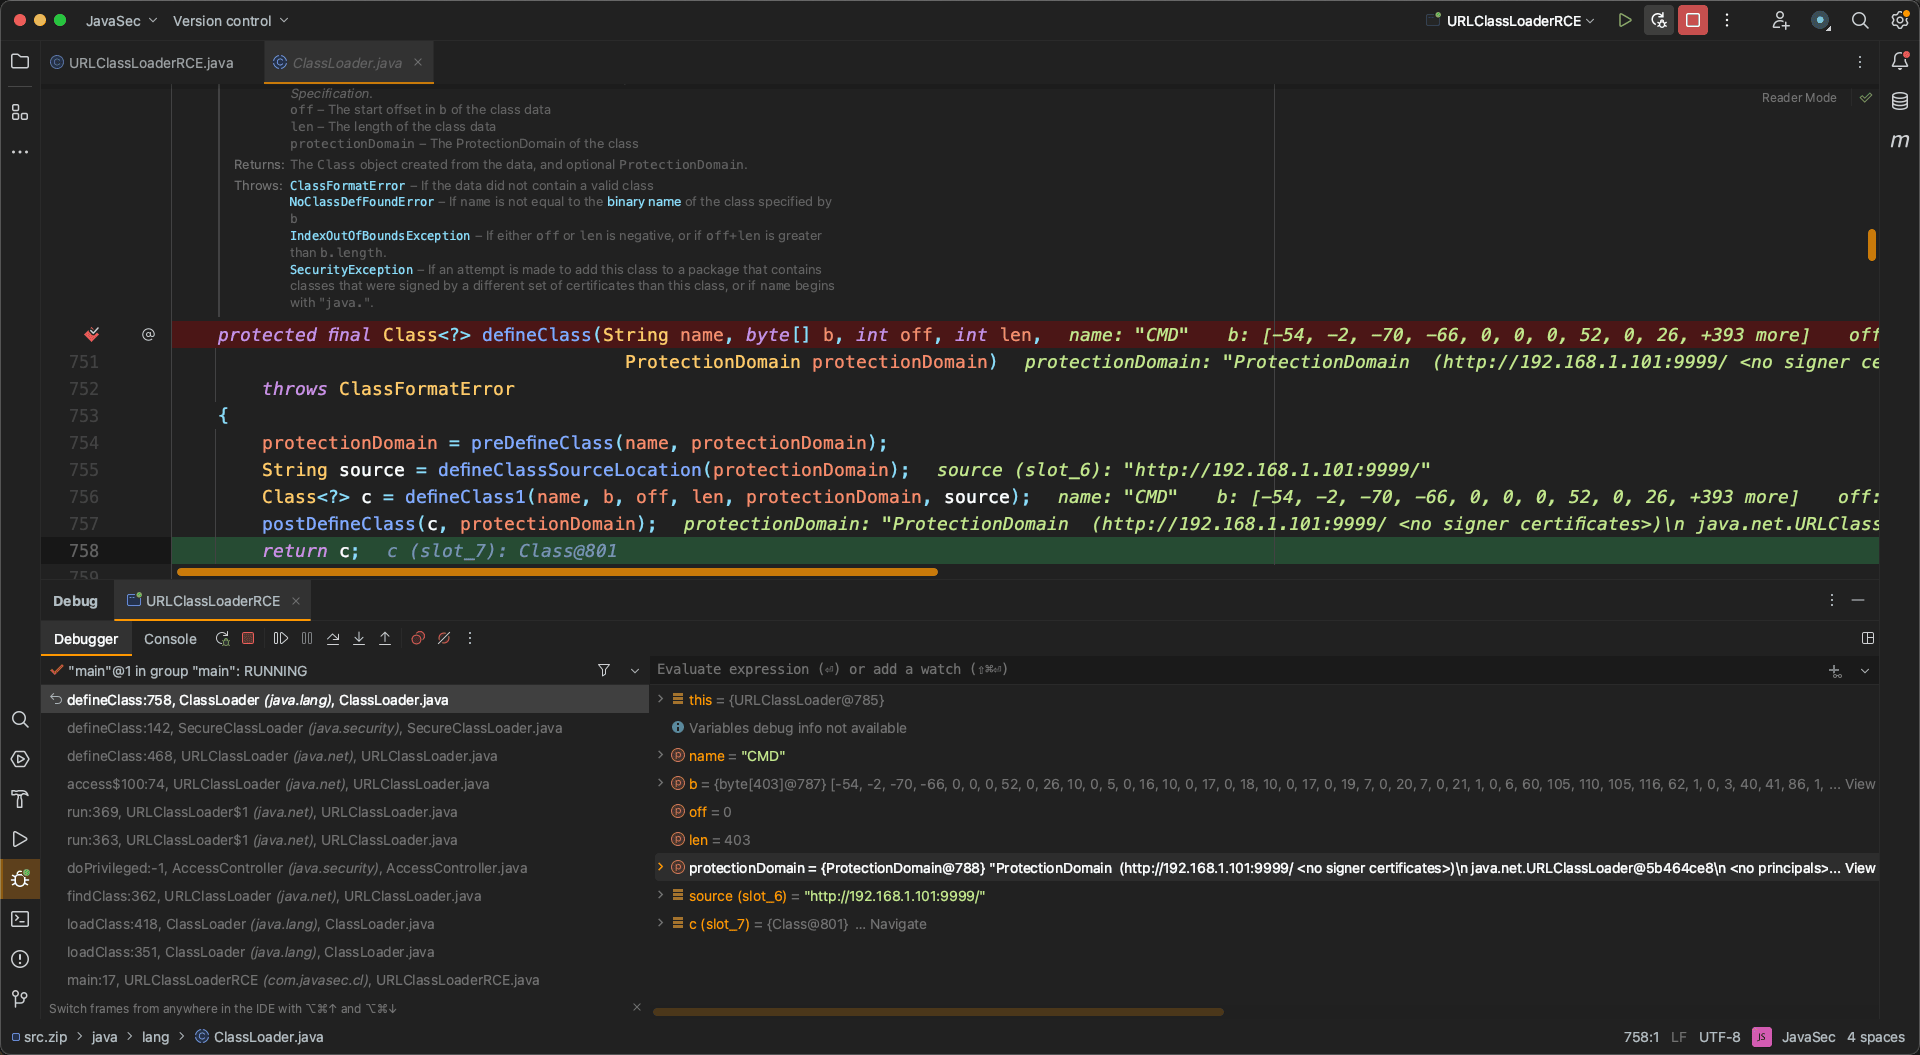 JavaSec Version control URLClassLoaderRCE
URLClassLoaderRCE.java ClassLoader.java
Specification.
off – The start offset in b of the class data
Reader Mode
len – The length of the class data
protectionDomain – The ProtectionDomain of the class
Returns: The Class object created from the data, and optional ProtectionDomain.
Throws: ClassFormatError – If the data did not contain a valid class
NoClassDefFoundError – If name is not equal to the binary name of the class specified by
b
IndexOutOfBoundsException – If either off or len is negative, or if off+len is greater
than b.length.
SecurityException – If an attempt is made to add this class to a package that contains
classes that were signed by a different set of certificates than this class, or if name begins
with "java.".
@ protected final Class<?> defineClass(String name, byte[] b, int off, int len, name: "CMD" b: [-54, -2, -70, -66, 0, 0, 0, 52, 0, 26, +393 more] off
751 ProtectionDomain protectionDomain) protectionDomain: "ProtectionDomain (http://192.168.1.101:9999/ <no signer ce
752 throws ClassFormatError
753 {
754 protectionDomain = preDefineClass(name, protectionDomain);
755 String source = defineClassSourceLocation(protectionDomain); source (slot_6): "http://192.168.1.101:9999/"
756 Class<?> c = defineClass1(name, b, off, len, protectionDomain, source); name: "CMD" b: [-54, -2, -70, -66, 0, 0, 0, 52, 0, 26, +393 more] off:
757 postDefineClass(c, protectionDomain); protectionDomain: "ProtectionDomain (http://192.168.1.101:9999/ <no signer certificates>)\n java.net.URLClass
758 return c; c (slot_7): Class@801
759
Debug URLClassLoaderRCE
Debugger Console
"main"@1 in group "main": RUNNING
Evaluate expression (⏎) or add a watch (⇧⌘⏎)
defineClass:758, ClassLoader (java.lang), ClassLoader.java
defineClass:142, SecureClassLoader (java.security), SecureClassLoader.java
defineClass:468, URLClassLoader (java.net), URLClassLoader.java
access$100:74, URLClassLoader (java.net), URLClassLoader.java
run:369, URLClassLoader$1 (java.net), URLClassLoader.java
run:363, URLClassLoader$1 (java.net), URLClassLoader.java
doPrivileged:-1, AccessController (java.security), AccessController.java
findClass:362, URLClassLoader (java.net), URLClassLoader.java
loadClass:418, ClassLoader (java.lang), ClassLoader.java
loadClass:351, ClassLoader (java.lang), ClassLoader.java
main:17, URLClassLoaderRCE (com.javasec.cl), URLClassLoaderRCE.java
Switch frames from anywhere in the IDE with ⌥⌘↑ and ⌥⌘↓
this = {URLClassLoader@785}
Variables debug info not available
name = "CMD"
b = {byte[403]@787} [-54, -2, -70, -66, 0, 0, 0, 52, 0, 26, 10, 0, 5, 0, 16, 10, 0, 17, 0, 18, 10, 0, 17, 0, 19, 7, 0, 20, 7, 0, 21, 1, 0, 6, 60, 105, 110, 105, 116, 62, 1, 0, 3, 40, 41, 86, 1, ... View
off = 0
len = 403
protectionDomain = {ProtectionDomain@788} "ProtectionDomain (http://192.168.1.101:9999/ <no signer certificates>)\n java.net.URLClassLoader@5b464ce8\n <no principals>... View
source (slot_6) = "http://192.168.1.101:9999/"
c (slot_7) = {Class@801} ... Navigate
src.zip > java > lang > ClassLoader.java
758:1 LF UTF-8 JS JavaSec 4 spaces